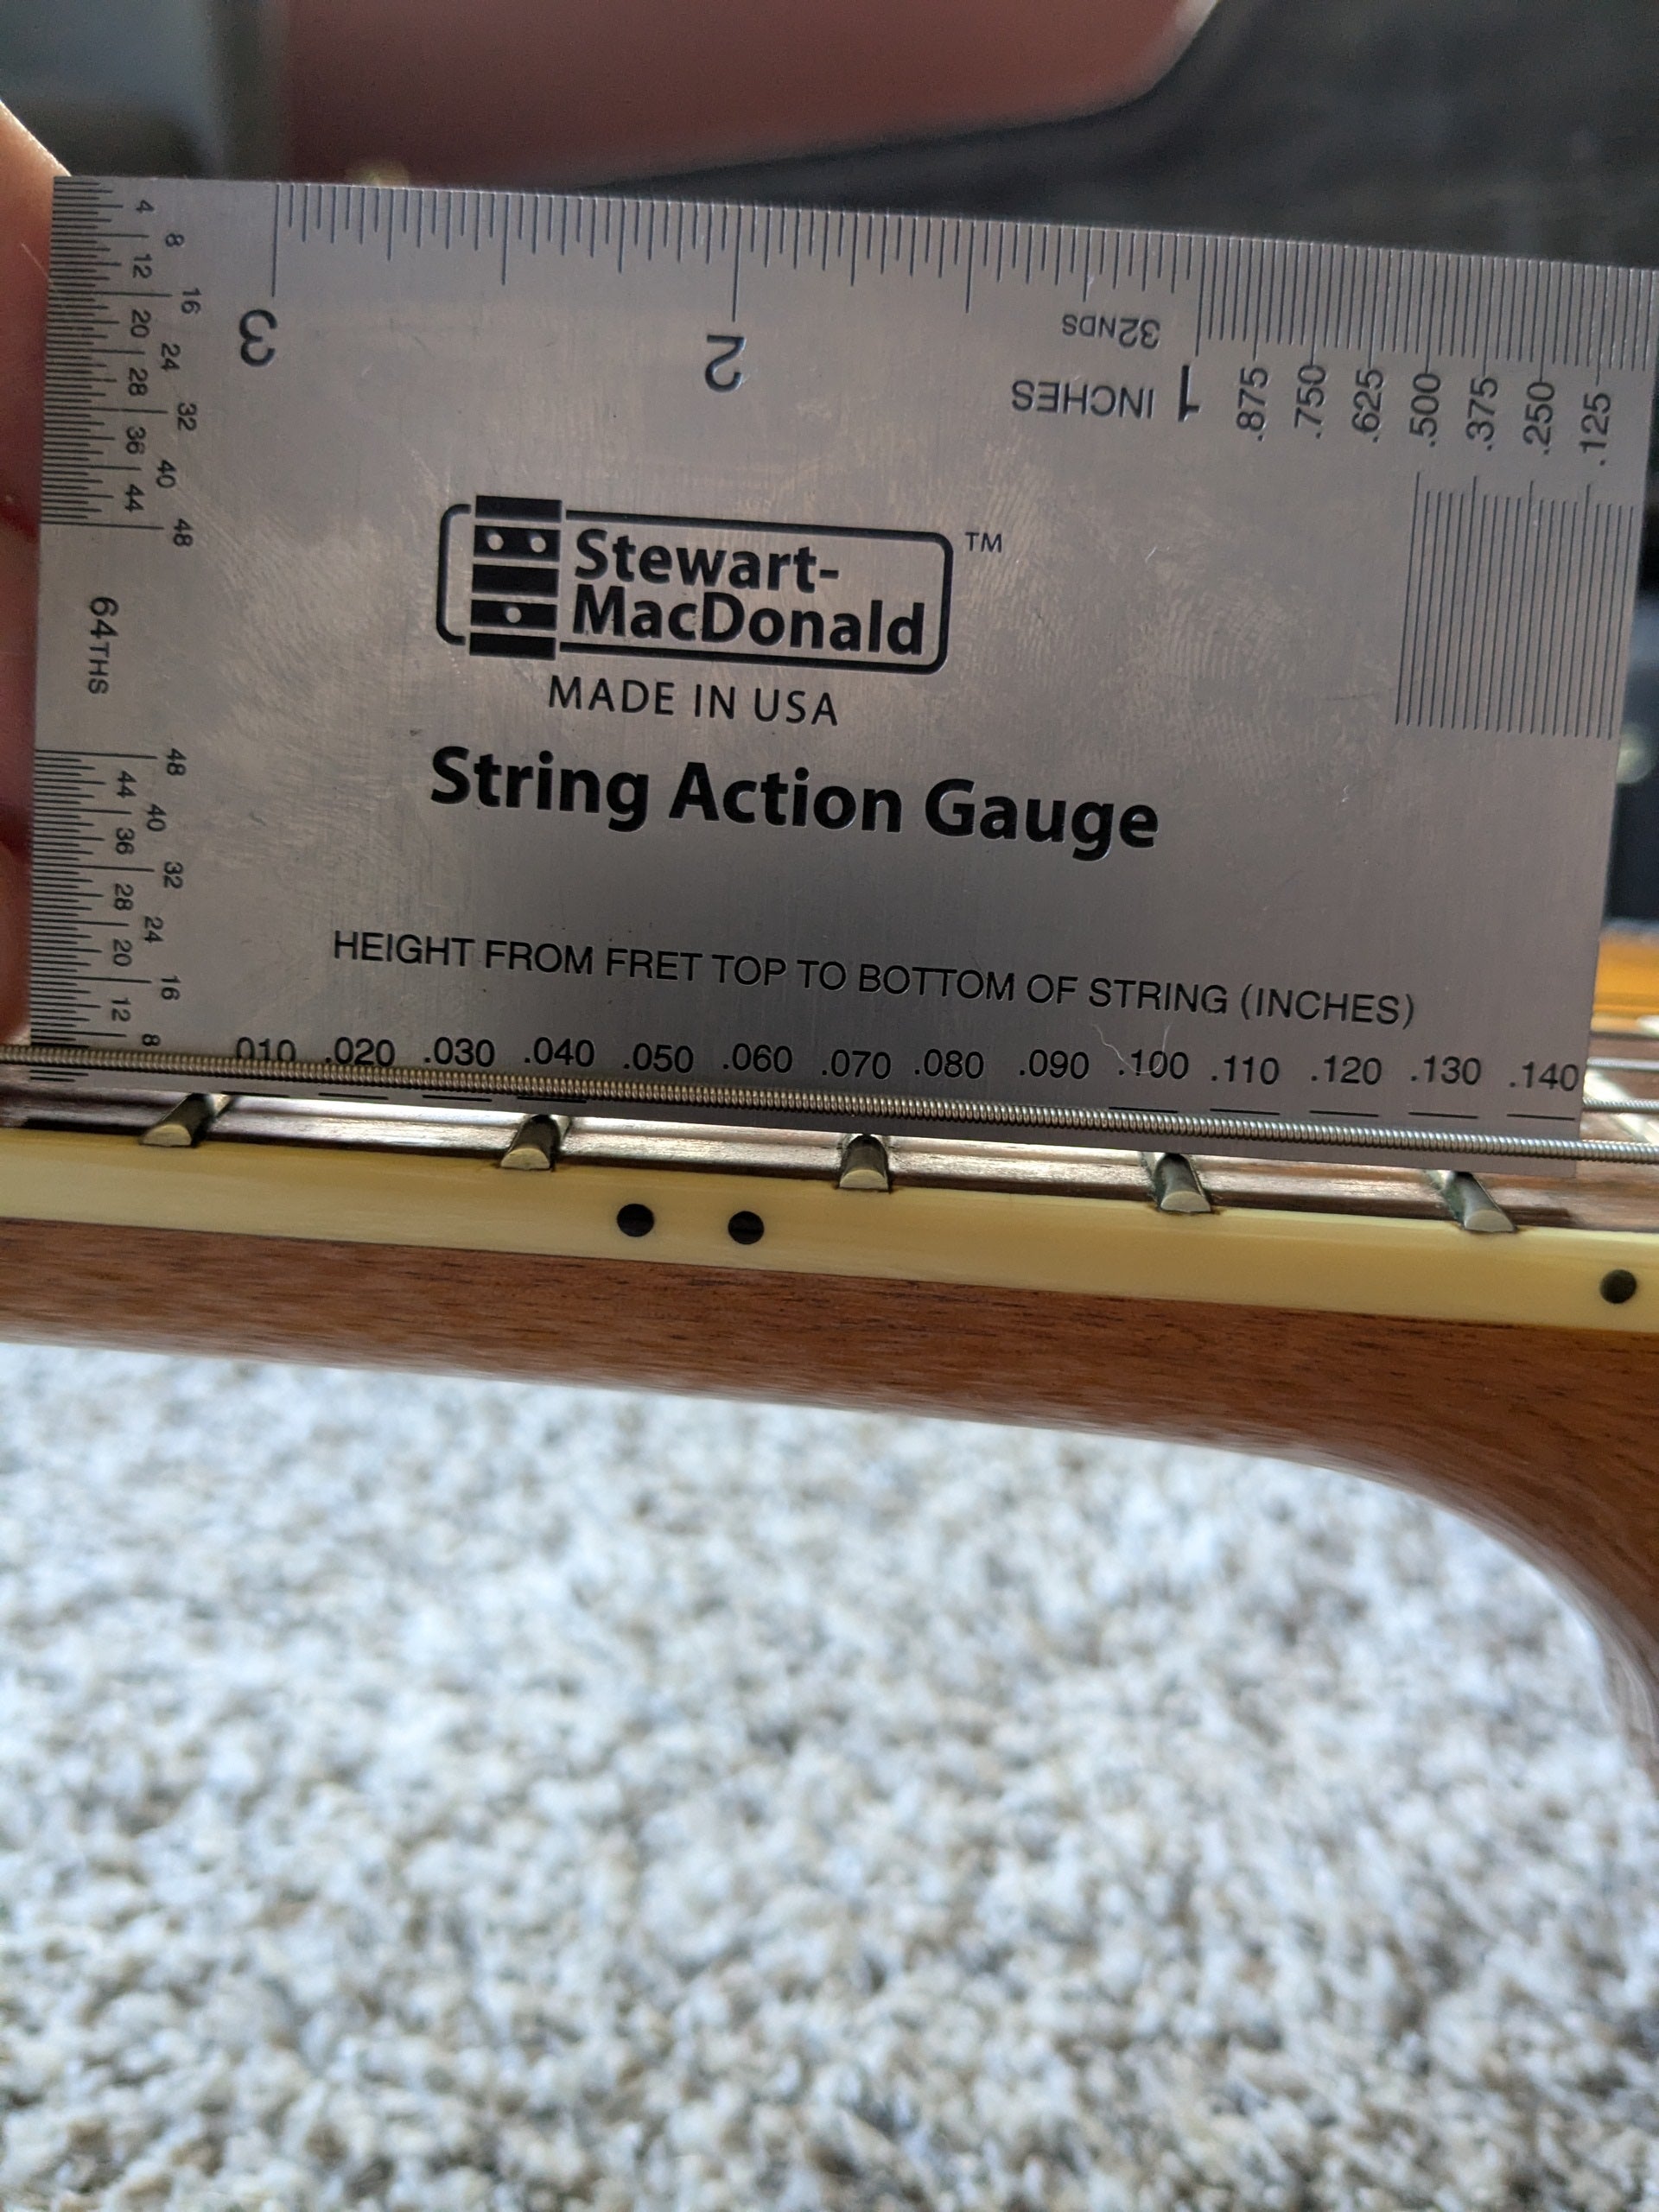 4 12 20 28 36 44
8 16 24 32 40 48
64THS
48 40 32 24 16 8
44 36 28 20 12
3 2 1
32NDS
INCHES
.875 .750 .625 .500 .375 .250 .125
Stewart-
MacDonald ™
MADE IN USA
String Action Gauge
HEIGHT FROM FRET TOP TO BOTTOM OF STRING (INCHES)
010 .020 .030 .040 .050 .060 .070 .080 .090 .100 .110 .120 .130 .140